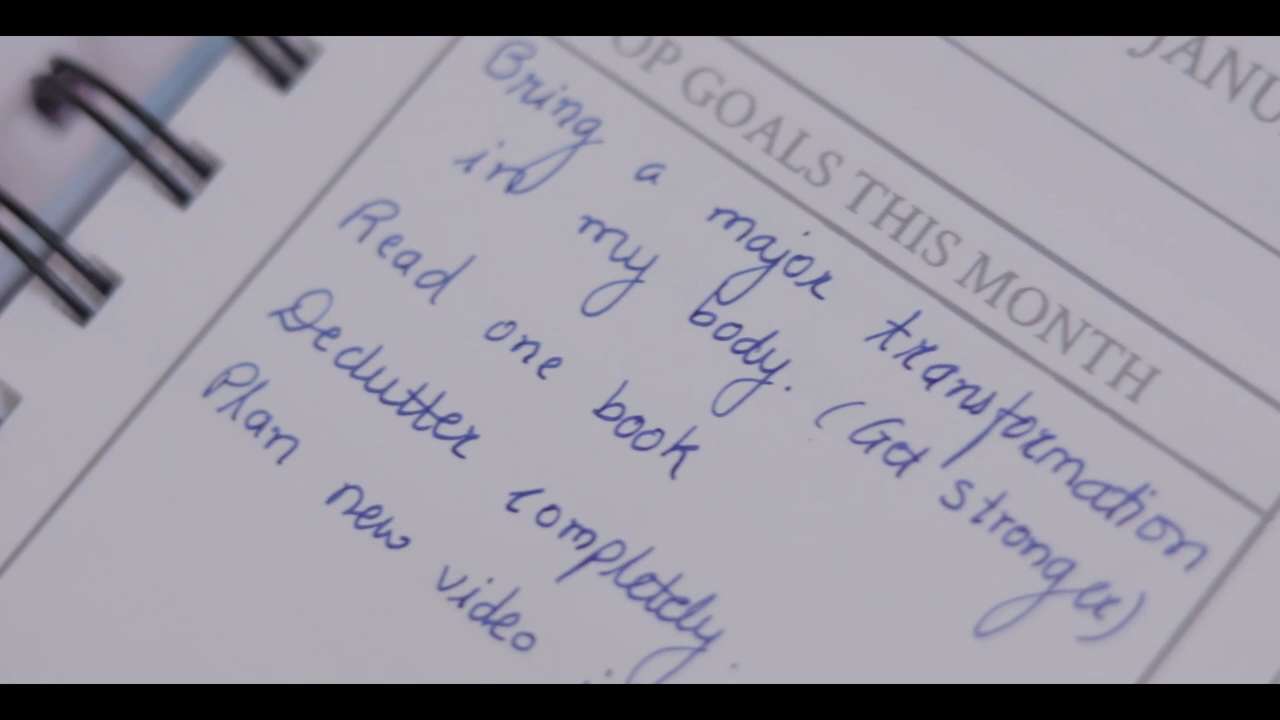 JANU
OP GOALS THIS MONTH
Bring a major transformation
in my body. (Get stronger)
Read one book
Declutter completely.
Plan new video